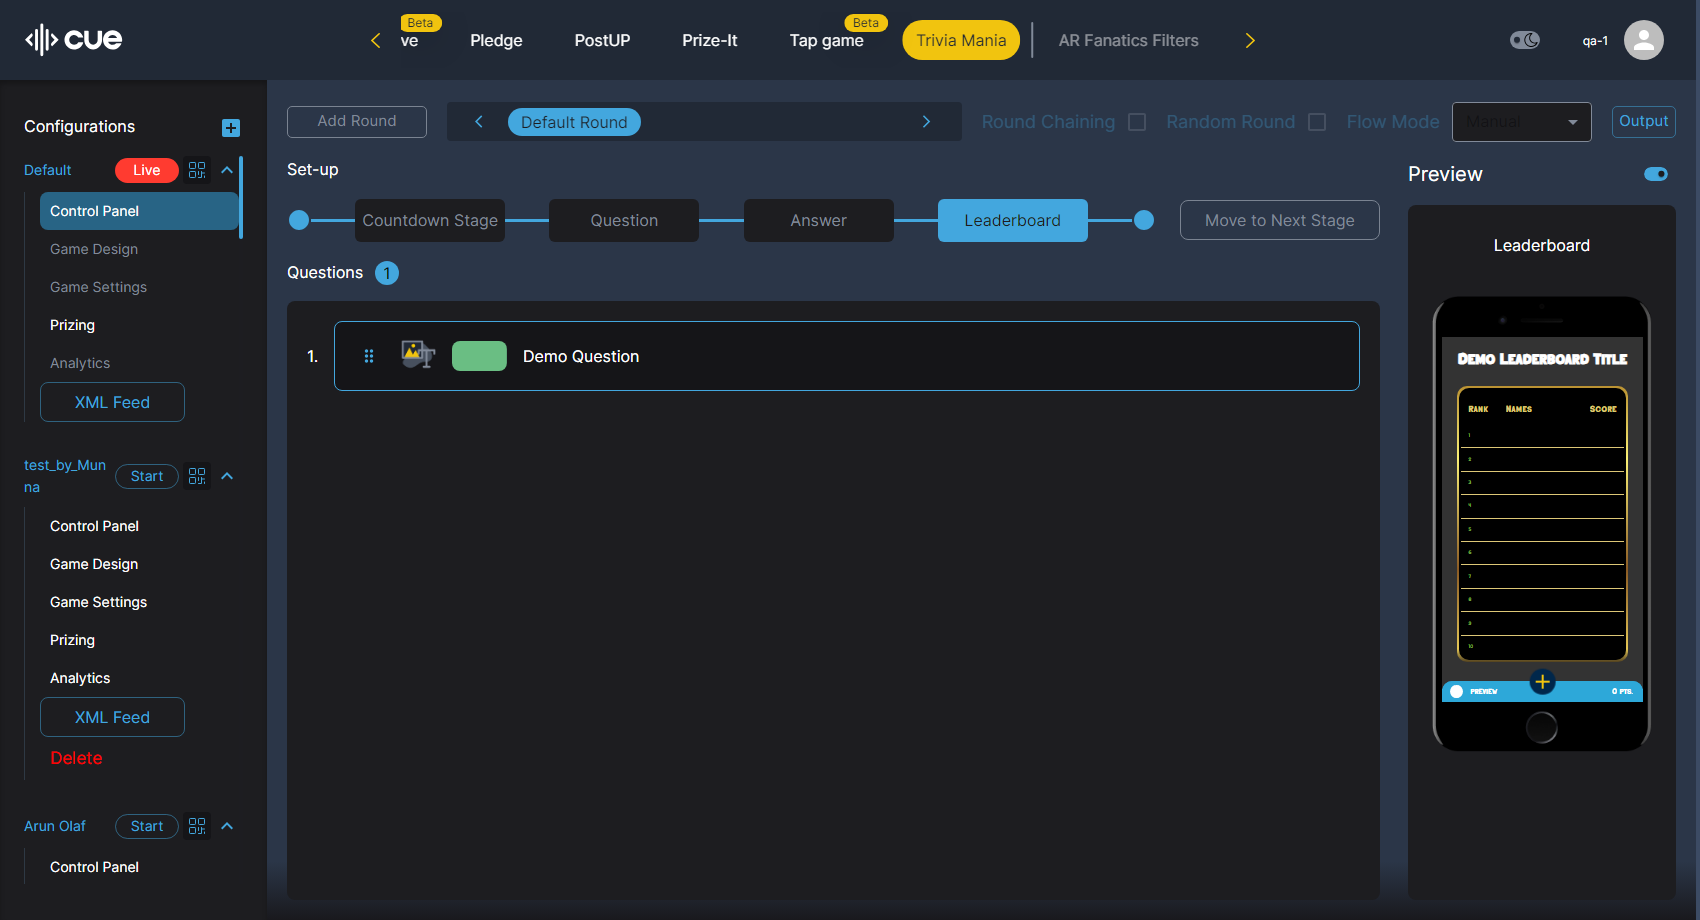 cue
Beta
ve
Pledge
PostUP
Prize-It
Tap game
Beta
Trivia Mania
AR Fanatics Filters
qa-1
Configurations
Default
Live
Control Panel
Game Design
Game Settings
Prizing
Analytics
XML Feed
test_by_Mun
na
Start
Control Panel
Game Design
Game Settings
Prizing
Analytics
XML Feed
Delete
Arun Olaf
Start
Control Panel
Add Round
Default Round
Round Chaining
Random Round
Flow Mode
Manual
Output
Set-up
Countdown Stage
Question
Answer
Leaderboard
Move to Next Stage
Questions 1
1.
Demo Question
Preview
Leaderboard
Demo Leaderboard Title
Rank Names Score
1
2
3
4
5
6
7
8
9
10
PREVIEW
0 PTS.